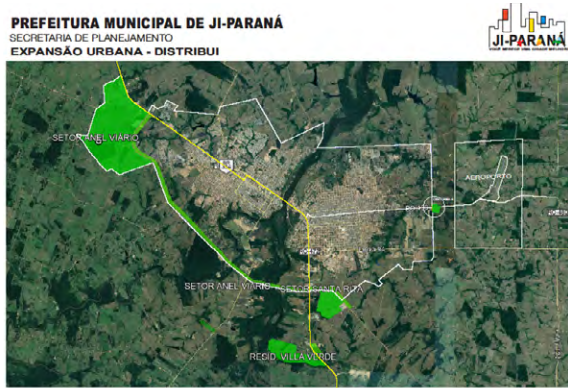 PREFEITURA MUNICIPAL DE JI-PARANÁ
SECRETARIA DE PLANEJAMENTO
EXPANSÃO URBANA - DISTRIBUI
JI-PARANÁ
SETOR ANEL VIÁRIO
AEROPORTO
SETOR ANEL VIÁRIO
SETOR SANTA RITA
RESID. VILLA VERDE